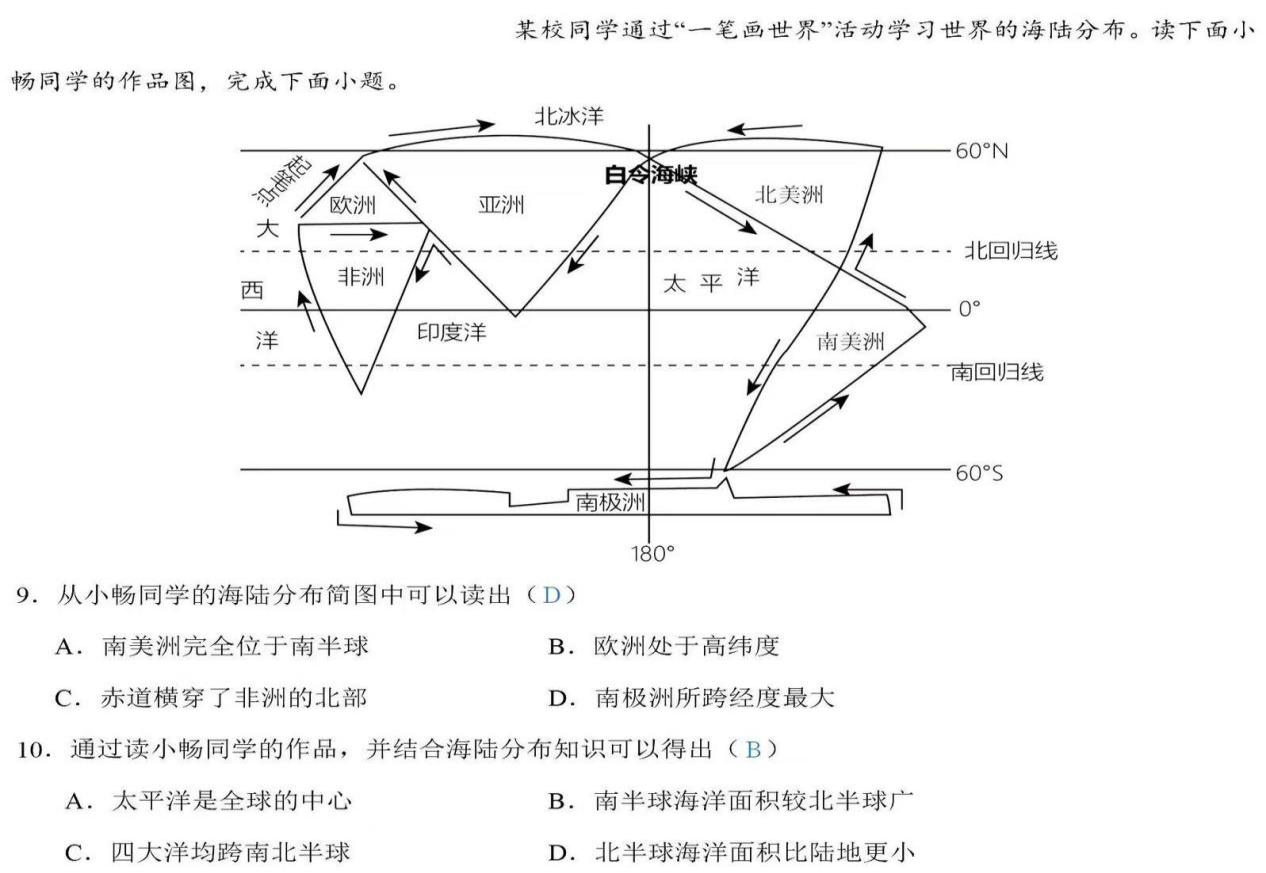 某校同学通过“一笔画世界”活动学习世界的海陆分布。读下面小
畅同学的作品图，完成下面小题。
北冰洋
60°N
起笔点
白令海峡
欧洲
亚洲
北美洲
大
北回归线
非洲
太平洋
西
0°
印度洋
洋
南美洲
南回归线
60°S
南极洲
180°
9．从小畅同学的海陆分布简图中可以读出（D）
A．南美洲完全位于南半球
B．欧洲处于高纬度
C．赤道横穿了非洲的北部
D．南极洲所跨经度最大
10．通过读小畅同学的作品，并结合海陆分布知识可以得出（B）
A．太平洋是全球的中心
B．南半球海洋面积较北半球广
C．四大洋均跨南北半球
D．北半球海洋面积比陆地更小